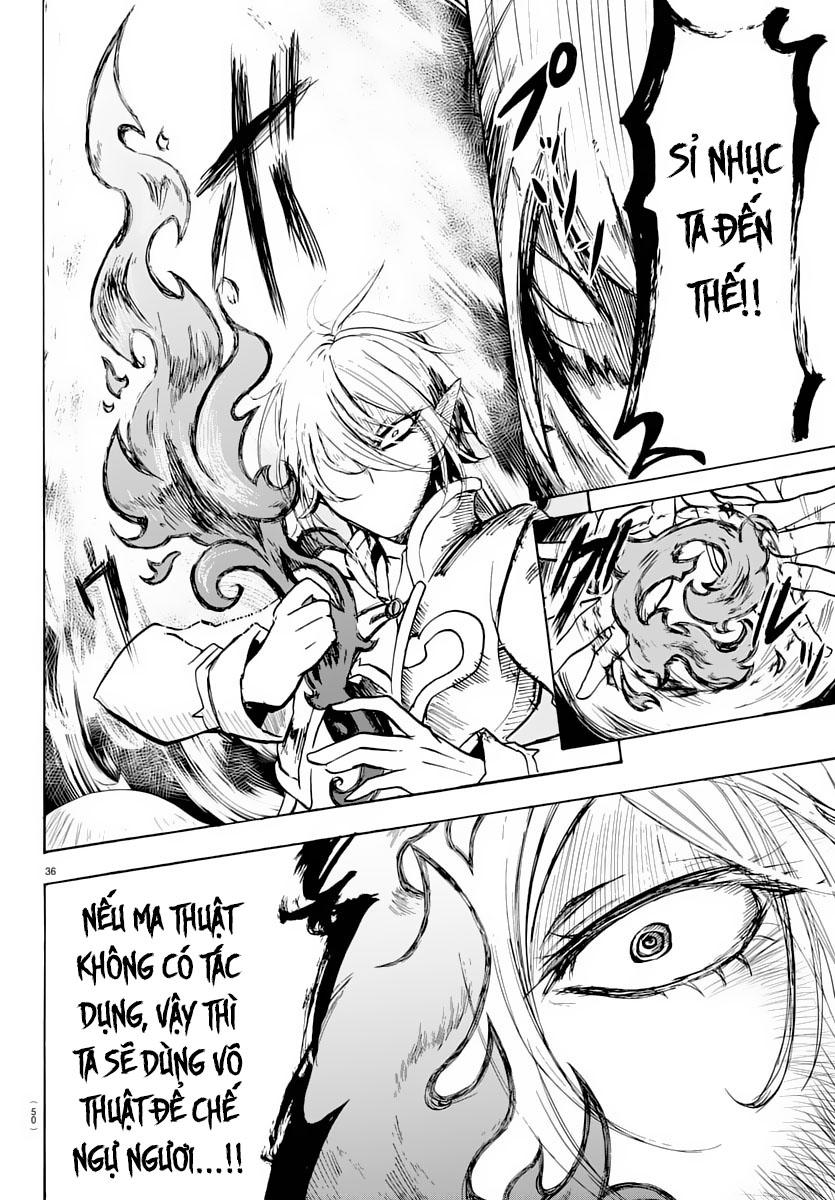 SỈ NHỤC
TA ĐẾN
THẾ!!
プ
36
NẾU MA THUẬT
KHÔNG CÓ TÁC
DỤNG, VẬY THÌ
TA SẼ DÙNG VÕ
THUẬT ĐỂ CHẾ
NGỰ NGƯƠI...!!
(50)